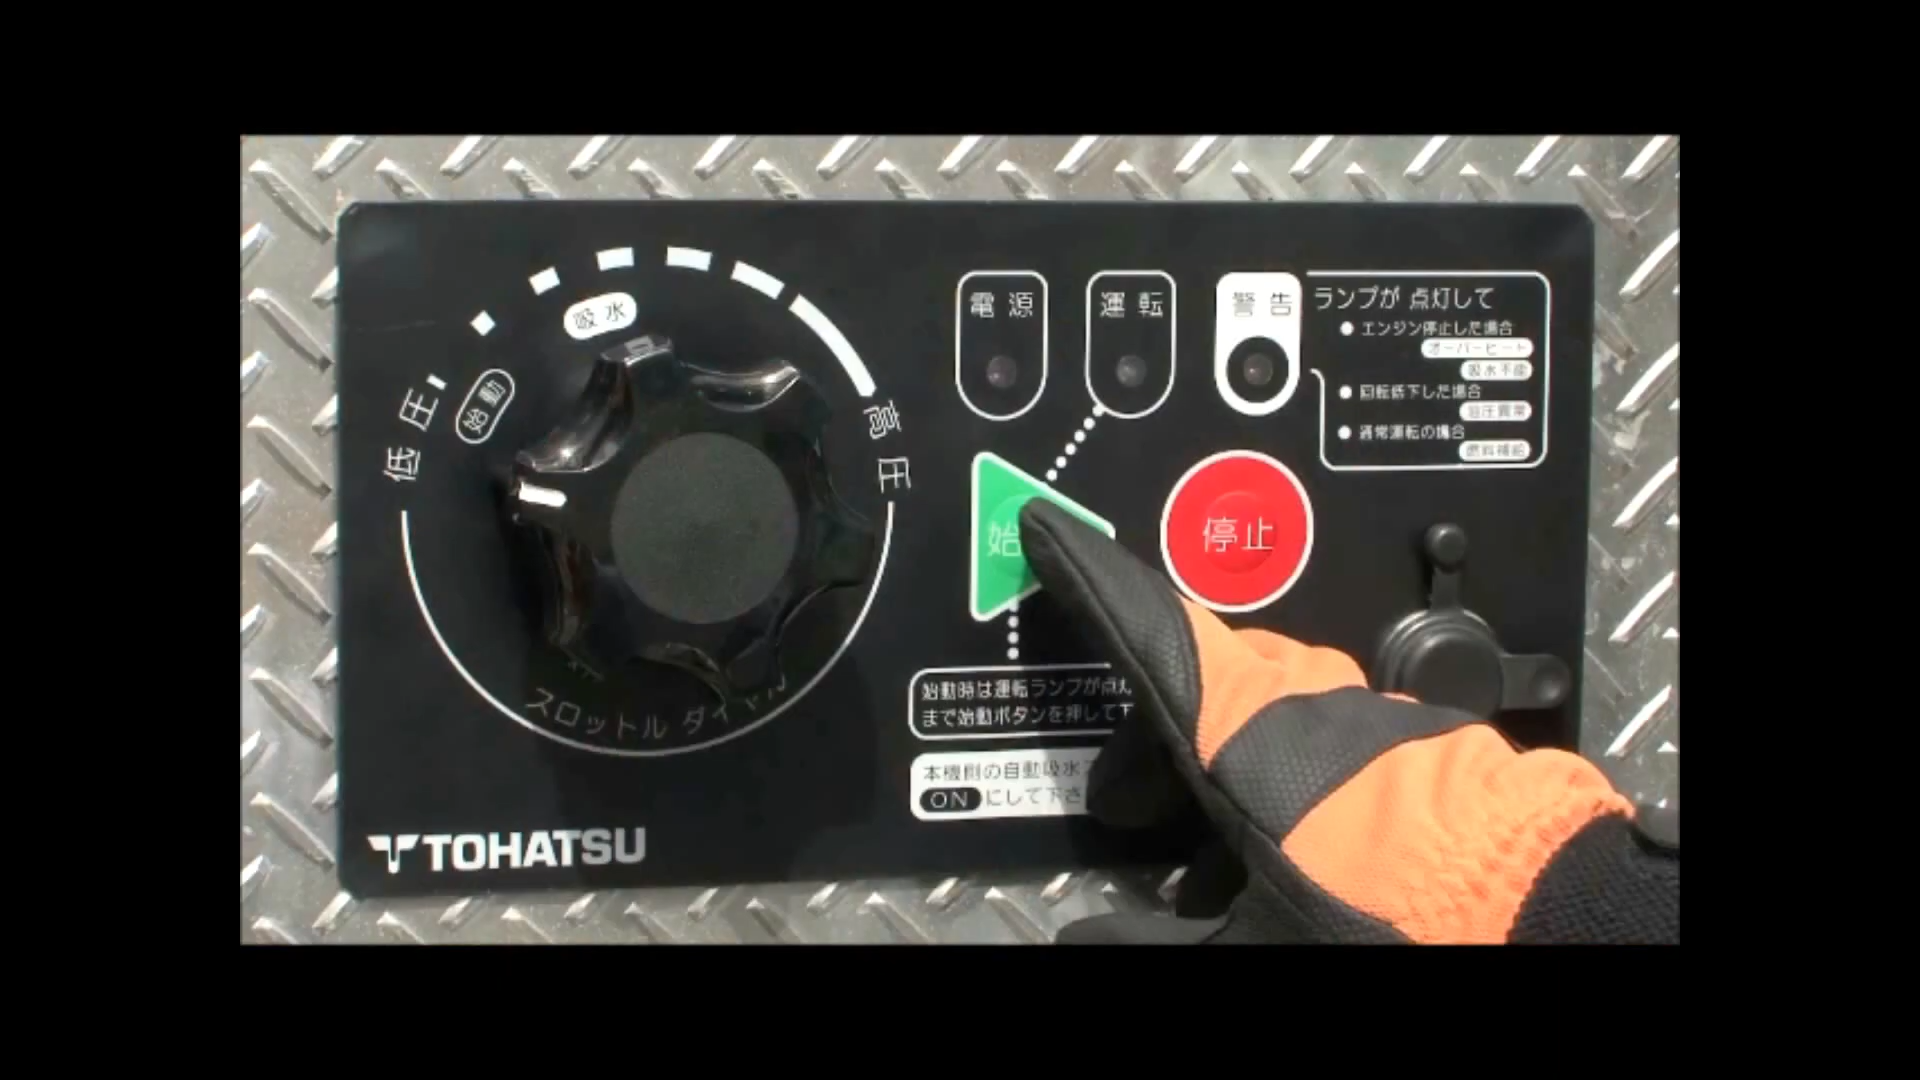 吸水
始動
低圧
高圧
スロットル ダイヤル
TOHATSU
電源
運転
警告
ランプが 点灯して
● エンジン停止した場合
オーバーヒート
吸水不能
● 回転低下した場合
油圧異常
● 通常運転の場合
燃料補給
始
停止
始動時は運転ランプが点
まで始動ボタンを押して下
本機側の自動吸水ス
ON にして下さ